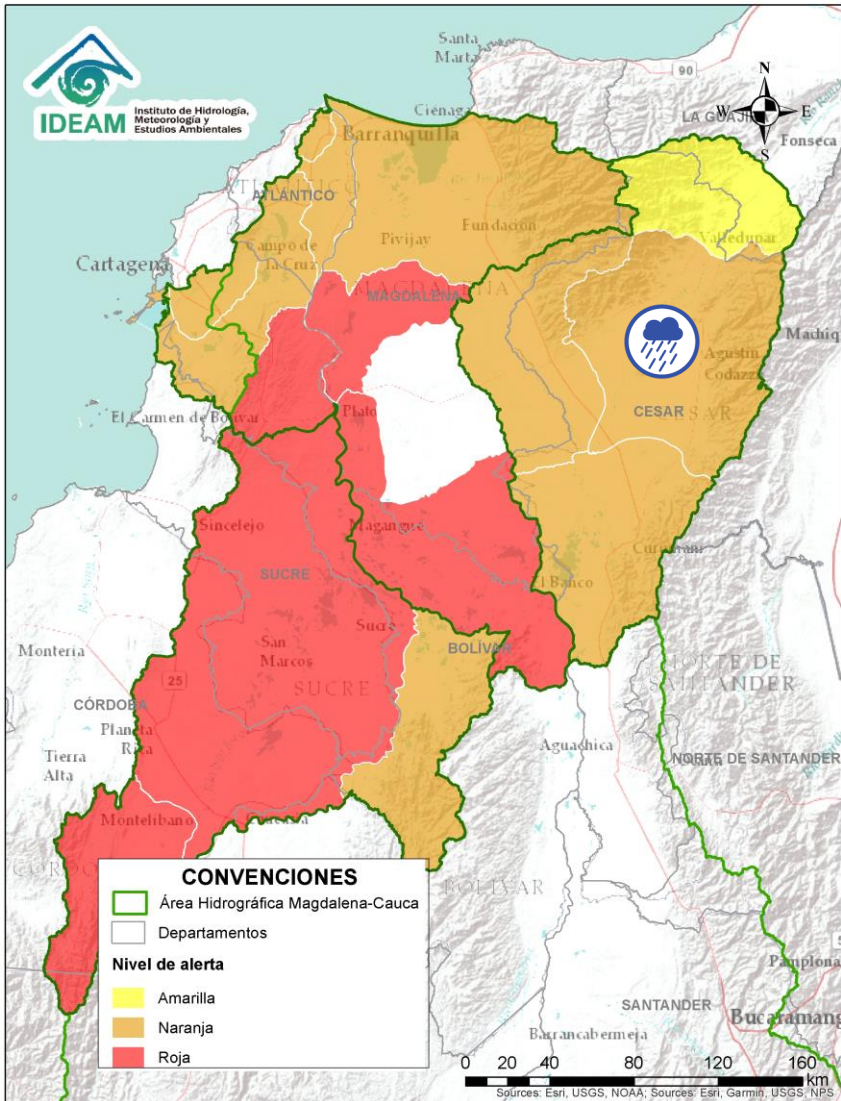 IDEAM
Instituto de Hidrología,
Meteorología y
Estudios Ambientales
Santa
Marta
90
N
W
E
S
LA GUAJI
Ciénaga
Barranquilla
Fonseca
ATLÁNTICO
Fundación
Pivijay
Campo de
la Cruz
Valledupar
Cartagena
MAGDALENA
Agustín
Codazzi
CESAR
Plato
El Carmen de Bolívar
Sincelejo
Magangué
SUCRE
El Banco
Sucre
BOLÍVAR
Montería
San
Marcos
SUCRE
25
NORTE DE
SANTANDER
CÓRDOBA
Planeta
Rica
Tierra
Alta
Aguachica
NORTE DE SANTANDER
Montelíbano
BOLÍVAR
CONVENCIONES
Área Hidrográfica Magdalena-Cauca
Departamentos
Nivel de alerta
Amarilla
Naranja
Roja
Pamplona
SANTANDER
Bucaramang
Barrancabermeja
0 20 40 80 120 160
km
Sources: Esri, USGS, NOAA; Sources: Esri, Garmin, USGS, NPS